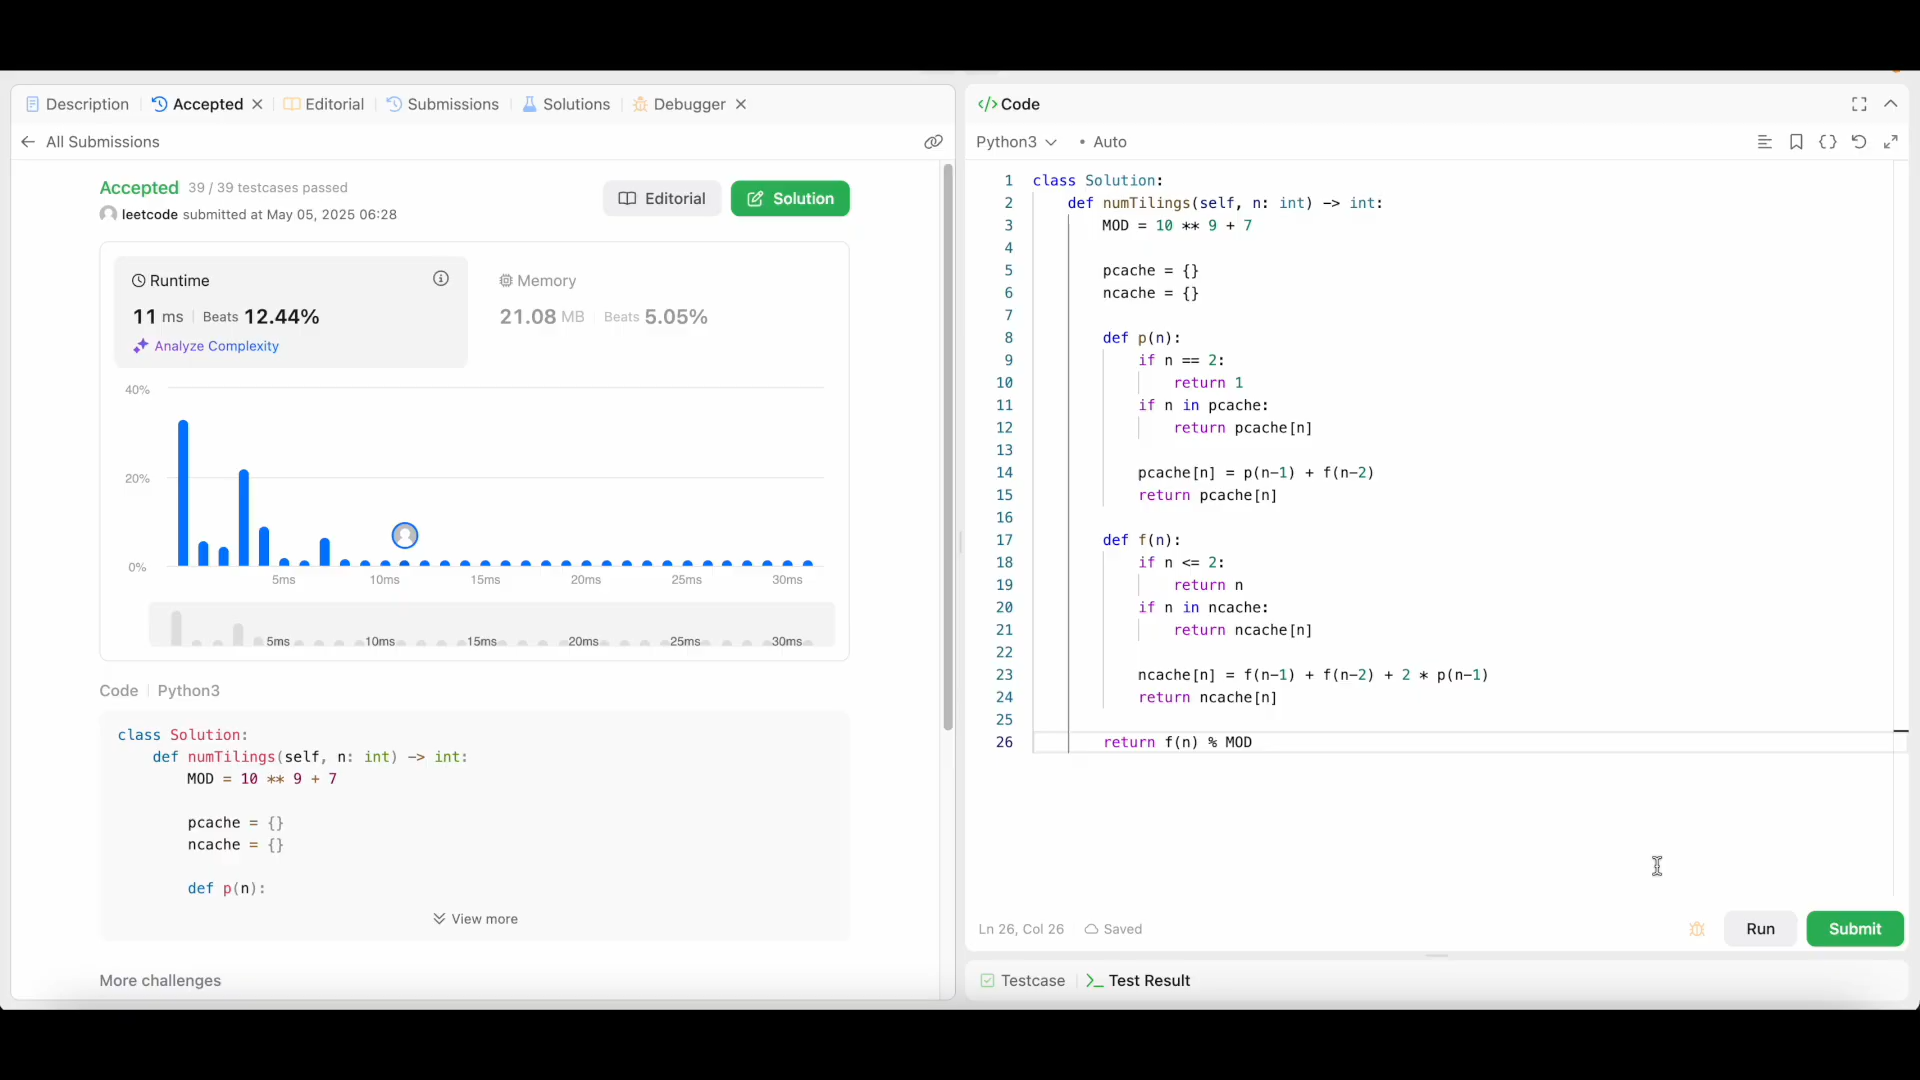 Description
Accepted
Editorial
Submissions
Solutions
Debugger
All Submissions
Accepted 39 / 39 testcases passed
leetcode submitted at May 05, 2025 06:28
Editorial
Solution
Runtime
11 ms Beats 12.44%
Analyze Complexity
Memory
21.08 MB Beats 5.05%
40%
20%
0%
5ms 10ms 15ms 20ms 25ms 30ms
5ms 10ms 15ms 20ms 25ms 30ms
Code Python3
class Solution:
    def numTilings(self, n: int) -> int:
        MOD = 10 ** 9 + 7

        pcache = {}
        ncache = {}

        def p(n):
View more
More challenges
</> Code
Python3 • Auto
1 class Solution:
2     def numTilings(self, n: int) -> int:
3         MOD = 10 ** 9 + 7
4
5         pcache = {}
6         ncache = {}
7
8         def p(n):
9             if n == 2:
10                 return 1
11             if n in pcache:
12                 return pcache[n]
13
14             pcache[n] = p(n-1) + f(n-2)
15             return pcache[n]
16
17         def f(n):
18             if n <= 2:
19                 return n
20             if n in ncache:
21                 return ncache[n]
22
23             ncache[n] = f(n-1) + f(n-2) + 2 * p(n-1)
24             return ncache[n]
25
26         return f(n) % MOD
Ln 26, Col 26 Saved
Run
Submit
Testcase
Test Result